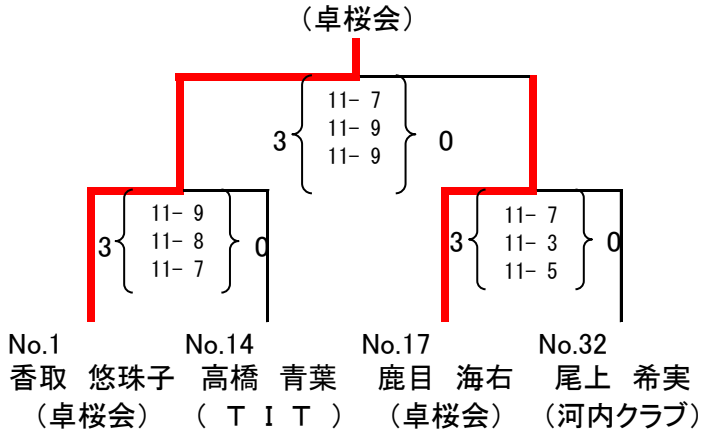 （卓桜会）
11- 7
3 11- 9 0
11- 9
11- 9
3 11- 8 0
11- 7
11- 7
3 11- 3 0
11- 5
No.1 No.14 No.17 No.32
香取　悠珠子 高橋　青葉 鹿目　海右 尾上　希実
（卓桜会） （ＴＩＴ） （卓桜会） （河内クラブ）